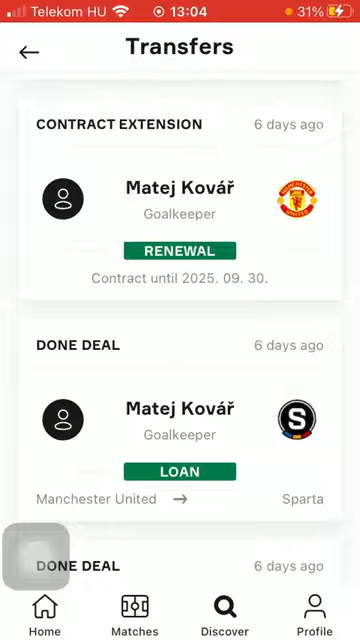 Telekom HU 13:04 31%
Transfers
CONTRACT EXTENSION 6 days ago
Matej Kovář
Goalkeeper
RENEWAL
Contract until 2025. 09. 30.
DONE DEAL 6 days ago
Matej Kovář
S
Goalkeeper
LOAN
Manchester United → Sparta
DONE DEAL 6 days ago
Home Matches Discover Profile